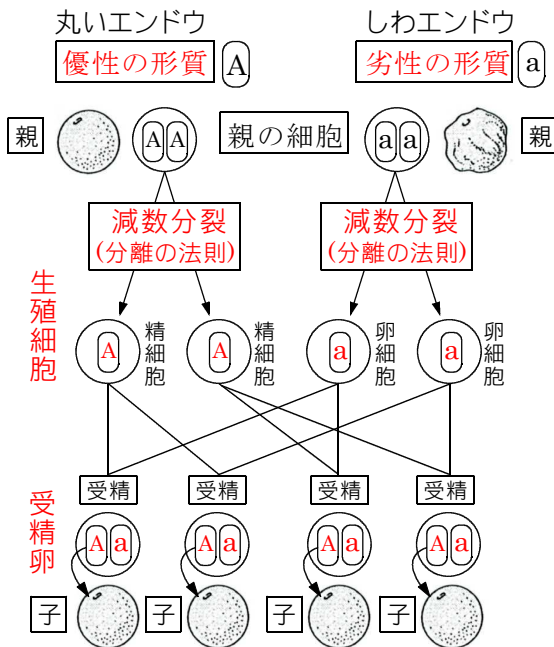 丸いエンドウ
しわエンドウ
優性の形質 A
劣性の形質 a
親
AA
親の細胞
aa
親
減数分裂
(分離の法則)
減数分裂
(分離の法則)
生殖細胞
A
精細胞
A
精細胞
a
卵細胞
a
卵細胞
受精
受精
受精
受精
受精卵
Aa
Aa
Aa
Aa
子
子
子
子